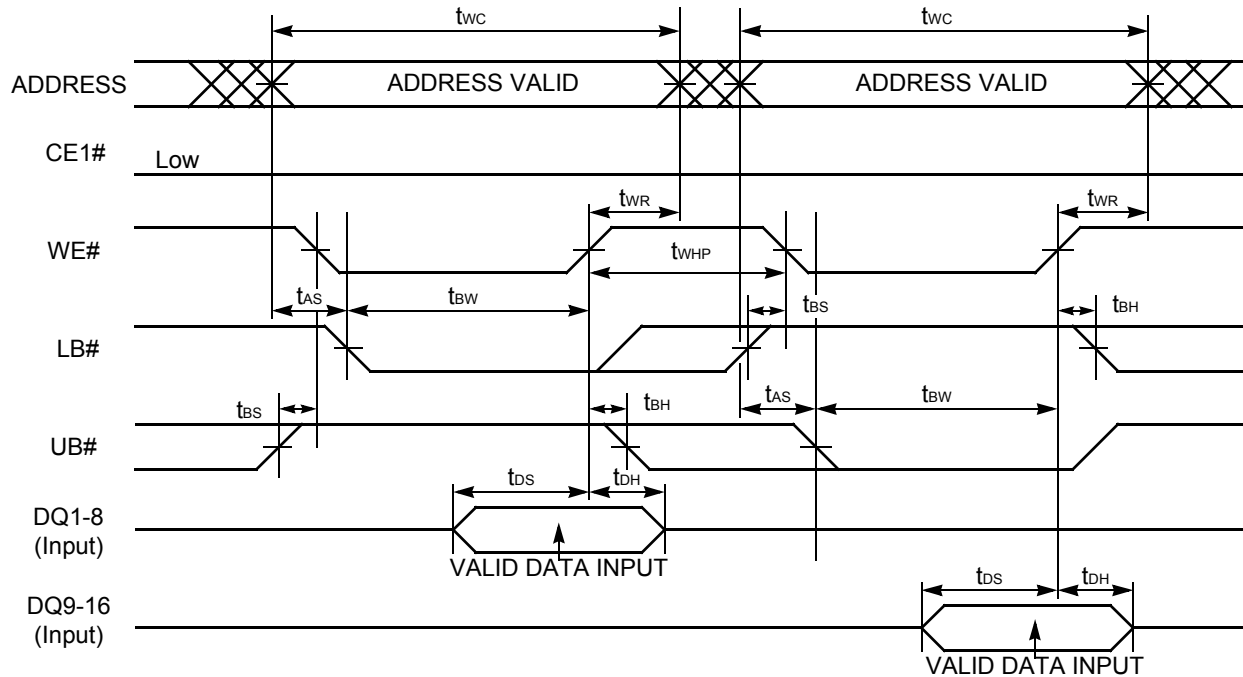 tWC tWC
ADDRESS ADDRESS VALID ADDRESS VALID
CE1# Low
tWR tWR
WE# tWHP
tAS tBW tBS tBH
LB#
tBS tBH tAS tBW
UB#
tDS tDH
DQ1-8
(Input)
VALID DATA INPUT
tDS tDH
DQ9-16
(Input)
VALID DATA INPUT